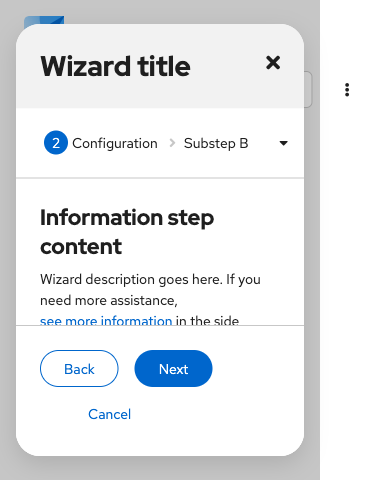 Wizard title
2 Configuration Substep B
Information step
content
Wizard description goes here. If you
need more assistance,
see more information in the side
Back Next
Cancel